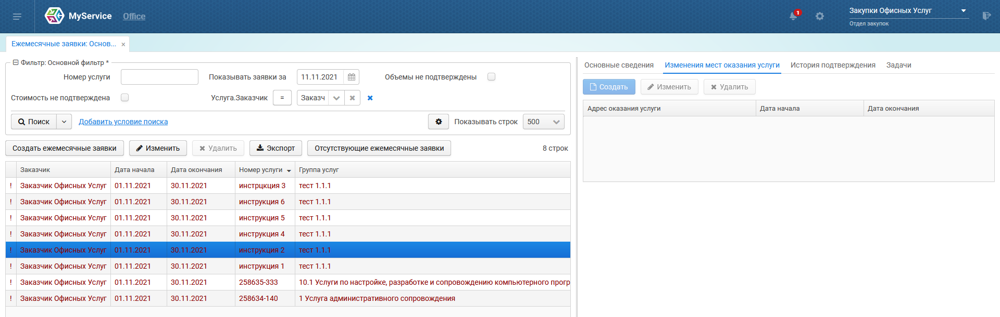 MyService Office 1 Закупки Офисных Услуг
Отдел закупок
Ежемесячные заявки: Основ... ×
Фильтр: Основной фильтр *
Номер услуги Показывать заявки за 11.11.2021 Объемы не подтверждены
Стоимость не подтверждена Услуга.Заказчик = Заказч
Поиск Добавить условие поиска Показывать строк 500
Создать ежемесячные заявки Изменить Удалить Экспорт Отсутствующие ежемесячные заявки 8 строк
Заказчик Дата начала Дата окончания Номер услуги Группа услуг
! Заказчик Офисных Услуг 01.11.2021 30.11.2021 инстрцкция 3 тест 1.1.1
! Заказчик Офисных Услуг 01.11.2021 30.11.2021 инструкция 6 тест 1.1.1
! Заказчик Офисных Услуг 01.11.2021 30.11.2021 инструкция 5 тест 1.1.1
! Заказчик Офисных Услуг 01.11.2021 30.11.2021 инструкция 4 тест 1.1.1
! Заказчик Офисных Услуг 01.11.2021 30.11.2021 инструкция 2 тест 1.1.1
! Заказчик Офисных Услуг 01.11.2021 30.11.2021 инструкция 1 тест 1.1.1
! Заказчик Офисных Услуг 01.11.2021 30.11.2021 258635-333 10.1 Услуги по настройке, разработке и сопровождению компьютерного прогр
! Заказчик Офисных Услуг 01.11.2021 30.11.2021 258634-140 1 Услуга административного сопровождения
Основные сведения Изменения мест оказания услуги История подтверждения Задачи
Создать Изменить Удалить
Адрес оказания услуги Дата начала Дата окончания